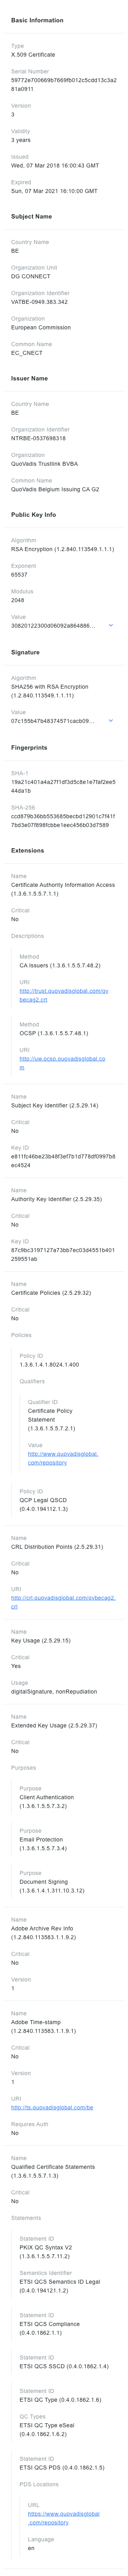 Basic Information
Type
X.509 Certificate
Serial Number
59772e700669b7669fb012c5cdd13c3a2
81a0911
Version
3
Validity
3 years
Issued
Wed, 07 Mar 2018 16:00:43 GMT
Expired
Sun, 07 Mar 2021 16:10:00 GMT
Subject Name
Country Name
BE
Organization Unit
DG CONNECT
Organization Identifier
VATBE-0949.383.342
Organization
European Commission
Common Name
EC_CNECT
Issuer Name
Country Name
BE
Organization Identifier
NTRBE-0537698318
Organization
QuoVadis Trustlink BVBA
Common Name
QuoVadis Belgium Issuing CA G2
Public Key Info
Algorithm
RSA Encryption (1.2.840.113549.1.1.1)
Exponent
65537
Modulus
2048
Value
30820122300d06092a864886…
Signature
Algorithm
SHA256 with RSA Encryption
(1.2.840.113549.1.1.11)
Value
07c155b47b48374571cacb09…
Fingerprints
SHA-1
19a21c401a4a27f1df3d5c8e1e7faf2ee5
44da1b
SHA-256
ccd879b36bb553685becbd12901c7f41f
7bd3e07f898fcbbe1eec456b03d7589
Extensions
Name
Certificate Authority Information Access
(1.3.6.1.5.5.7.1.1)
Critical
No
Descriptions
Method
CA Issuers (1.3.6.1.5.5.7.48.2)
URI
http://trust.quovadisglobal.com/qv
becag2.crt
Method
OCSP (1.3.6.1.5.5.7.48.1)
URI
http://uw.ocsp.quovadisglobal.co
m
Name
Subject Key Identifier (2.5.29.14)
Critical
No
Key ID
e811fc46be23b48f3ef7b1d778df0997b8
ec4524
Name
Authority Key Identifier (2.5.29.35)
Critical
No
Key ID
87c9bc3197127a73bb7ec03d4551b401
259551ab
Name
Certificate Policies (2.5.29.32)
Critical
No
Policies
Policy ID
1.3.6.1.4.1.8024.1.400
Qualifiers
Qualifier ID
Certificate Policy
Statement
(1.3.6.1.5.5.7.2.1)
Value
http://www.quovadisglobal.
com/repository
Policy ID
QCP Legal QSCD
(0.4.0.194112.1.3)
Name
CRL Distribution Points (2.5.29.31)
Critical
No
URI
http://crl.quovadisglobal.com/qvbecag2.
crl
Name
Key Usage (2.5.29.15)
Critical
Yes
Usage
digitalSignature, nonRepudiation
Name
Extended Key Usage (2.5.29.37)
Critical
No
Purposes
Purpose
Client Authentication
(1.3.6.1.5.5.7.3.2)
Purpose
Email Protection
(1.3.6.1.5.5.7.3.4)
Purpose
Document Signing
(1.3.6.1.4.1.311.10.3.12)
Name
Adobe Archive Rev Info
(1.2.840.113583.1.1.9.2)
Critical
No
Version
1
Name
Adobe Time-stamp
(1.2.840.113583.1.1.9.1)
Critical
No
Version
1
URI
http://ts.quovadisglobal.com/be
Requires Auth
No
Name
Qualified Certificate Statements
(1.3.6.1.5.5.7.1.3)
Critical
No
Statements
Statement ID
PKIX QC Syntax V2
(1.3.6.1.5.5.7.11.2)
Semantics Identifier
ETSI QCS Semantics ID Legal
(0.4.0.194121.1.2)
Statement ID
ETSI QCS Compliance
(0.4.0.1862.1.1)
Statement ID
ETSI QCS SSCD (0.4.0.1862.1.4)
Statement ID
ETSI QC Type (0.4.0.1862.1.6)
QC Types
ETSI QC Type eSeal
(0.4.0.1862.1.6.2)
Statement ID
ETSI QCS PDS (0.4.0.1862.1.5)
PDS Locations
URL
https://www.quovadisglobal
.com/repository
Language
en